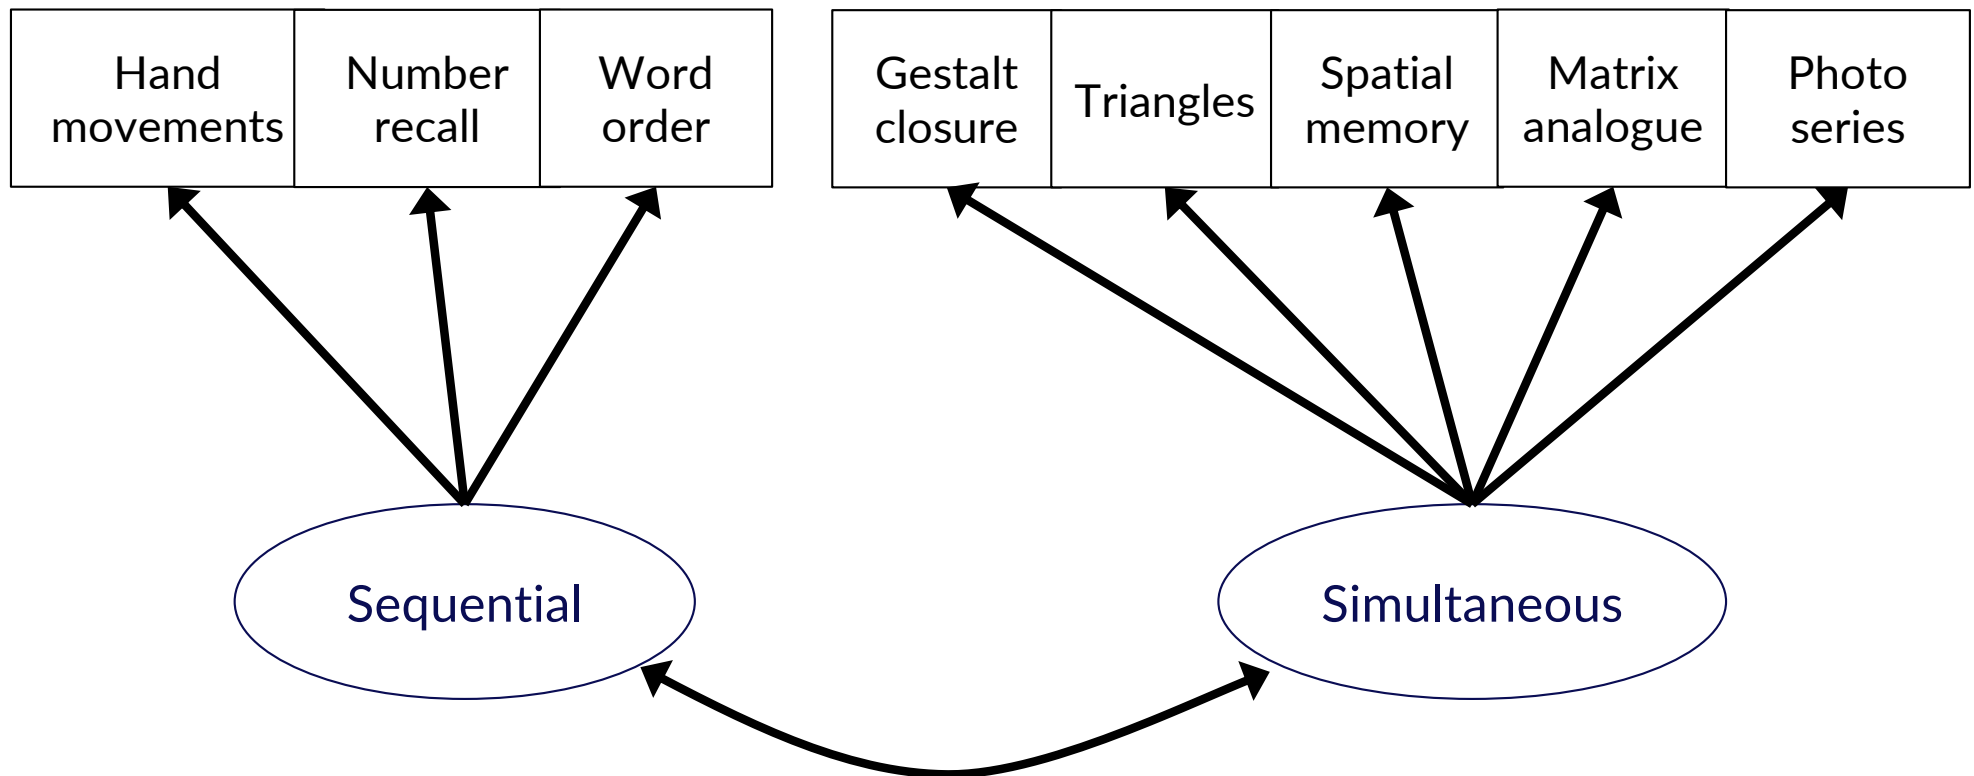 Hand
movements
Number
recall
Word
order
Gestalt
closure
Triangles
Spatial
memory
Matrix
analogue
Photo
series
Sequential
Simultaneous